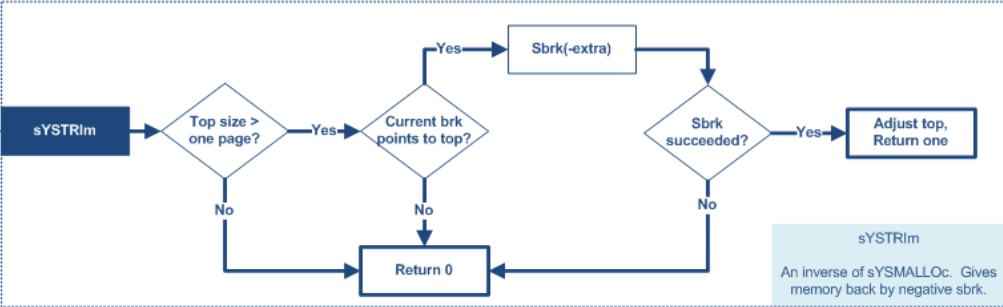 sYSTRIm
Top size >
one page?
Yes
Current brk
points to top?
Yes
Sbrk(-extra)
Sbrk
succeeded?
Yes
Adjust top,
Return one
No
No
No
Return 0
sYSTRIm
An inverse of sYSMALLOc. Gives
memory back by negative sbrk.